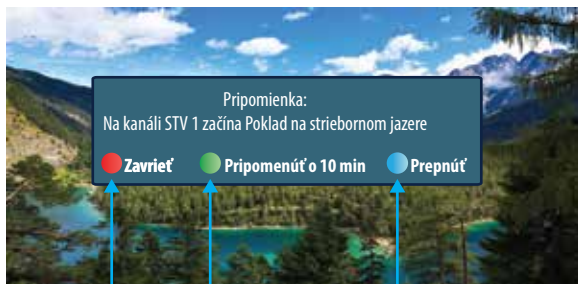 Pripomienka:
Na kanáli STV 1 začína Poklad na striebornom jazere
Zavrieť Pripomenúť o 10 min Prepnúť